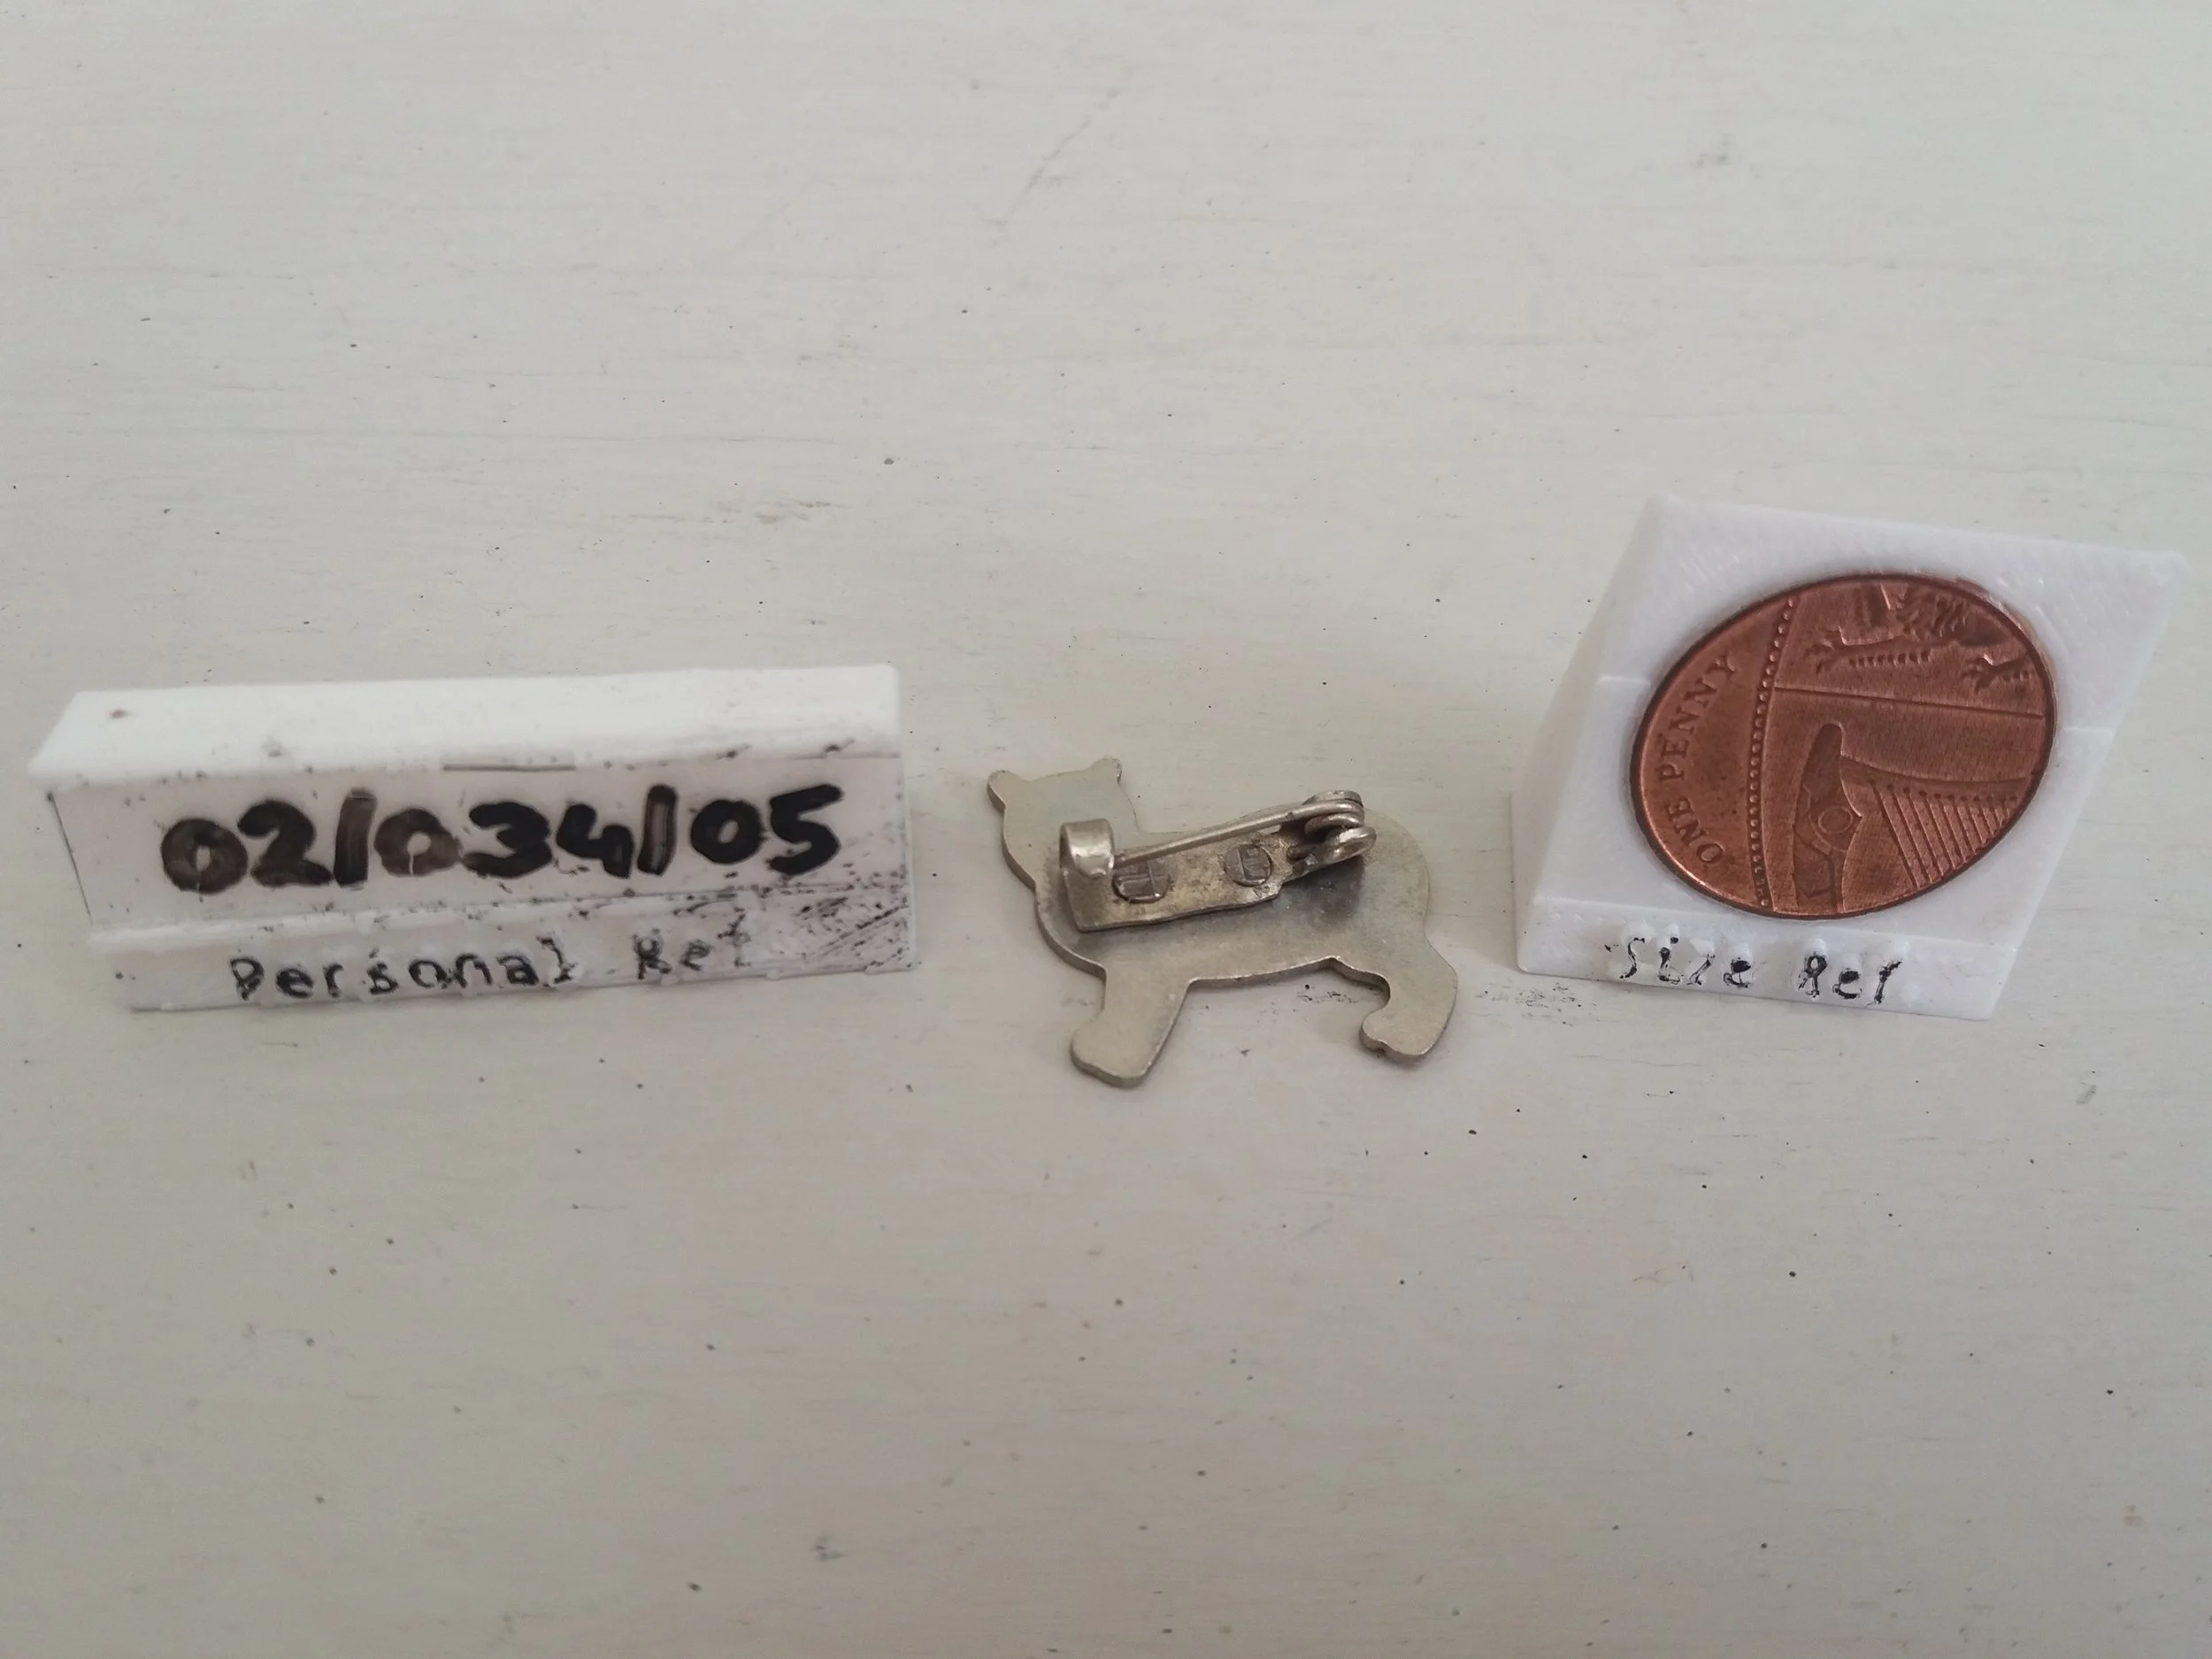 02/034/05
Personal Ref
ONE PENNY
Size Ref